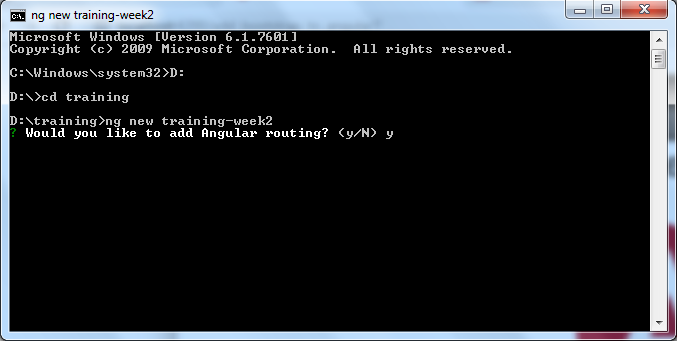 ng new training-week2
Microsoft Windows [Version 6.1.7601]
Copyright (c) 2009 Microsoft Corporation.  All rights reserved.
C:\Windows\system32>D:
D:\>cd training
D:\training>ng new training-week2
? Would you like to add Angular routing? (y/N) y